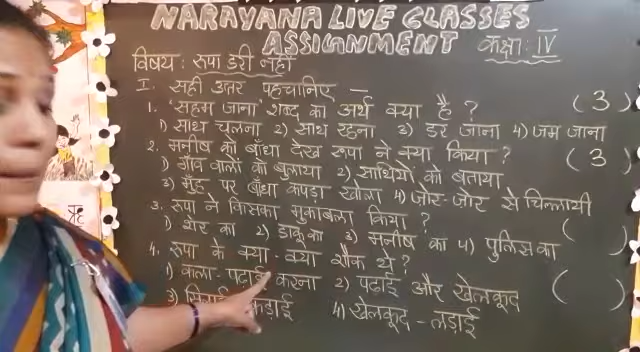 NARAYANA LIVE CLASSES
ASSIGNMENT कक्षा: IV
विषय: रूपा डरी नहीं
I. सही उत्तर पहचानिए –
1. 'सहम जाना' शब्द का अर्थ क्या है? (3)
1) साथ चलना 2) साथ रहना 3) डर जाना 4) जम जाना
2. मनीष को बाँधा देख रूपा ने क्या किया? (3
1) गाँव वालों को बुलाया 2) साथियों को बताया
3) मुँह पर बाँधा कपड़ा खोला 4) जोर-जोर से चिल्लायी
3. रूपा ने किसका मुकाबला किया? (
1) शेर का 2) डाकू का 3) मनीष का 4) पुलिस का
4. रूपा के क्या-क्या शौक थे?
1) वाला-पढ़ाई करना 2) पढ़ाई और खेलकूद ( )
3) कड़ाई 4) खेलकूद - लड़ाई